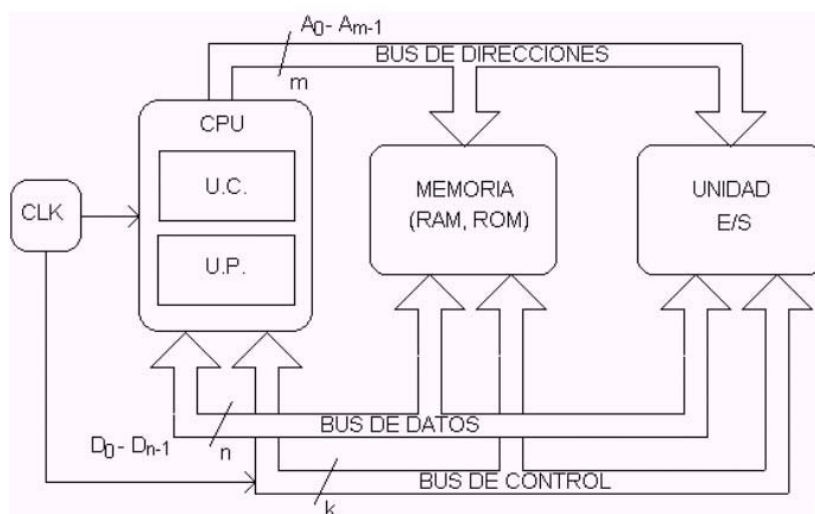 A0 - Am-1
BUS DE DIRECCIONES
m
CPU
U.C.
U.P.
CLK
MEMORIA
(RAM, ROM)
UNIDAD
E/S
BUS DE DATOS
D0 - Dn-1
n
BUS DE CONTROL
k